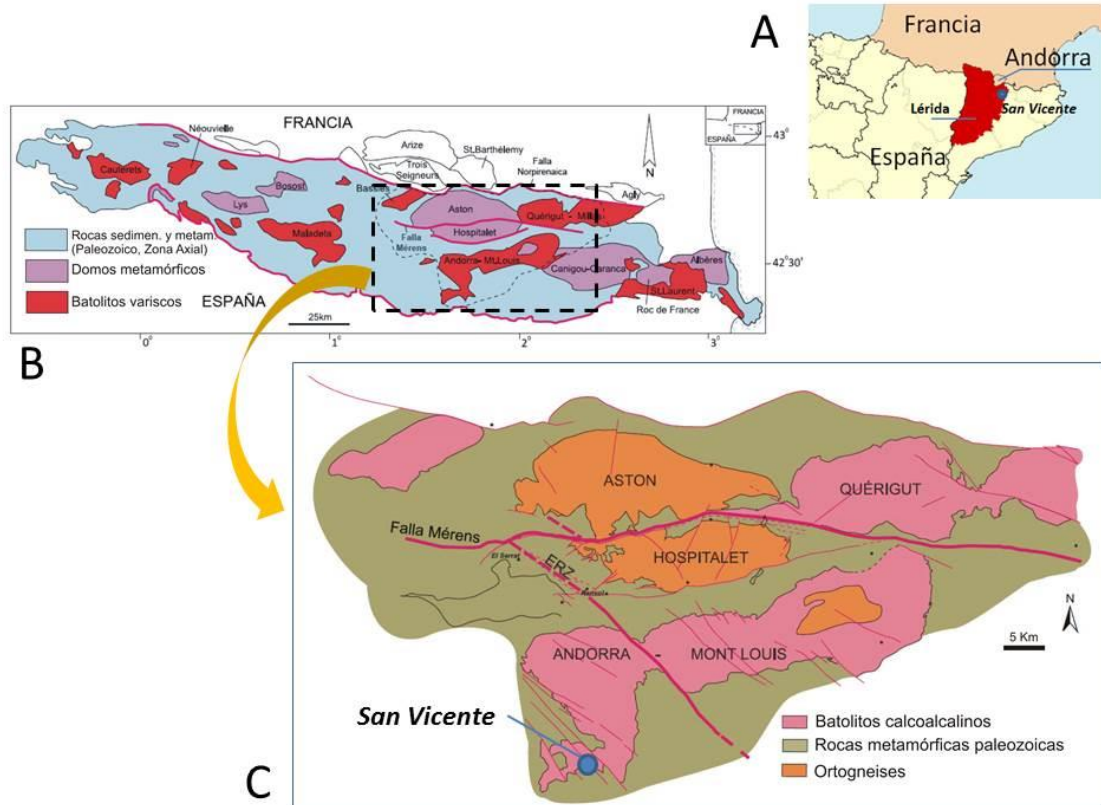 A
Francia
Andorra
San Vicente
Lérida
España
FRANCIA
ESPAÑA
FRANCIA
Néouvielle
Arize
St.Barthélemy
Trois
Seigneurs
Falla
Norpirenaica
N
43°
Cauterets
Bossost
Lys
Bassiès
Aston
Quérigut - Millas
Agly
Hospitalet
Falla
Mérens
Maladeta
Andorra-Mt.Louis
Canigou-Caranca
Albères
St.Laurent
Roc de France
42°30'
Rocas sedimen. y metam.
(Paleozoico, Zona Axial)
Domos metamórficos
Batolitos variscos
ESPAÑA
25km
0°
1°
2°
3°
B
ASTON
QUÉRIGUT
Falla Mérens
HOSPITALET
El Serrat
ERZ
Ransol
N
5 Km
ANDORRA - MONT LOUIS
San Vicente
Batolitos calcoalcalinos
Rocas metamórficas paleozoicas
Ortogneises
C